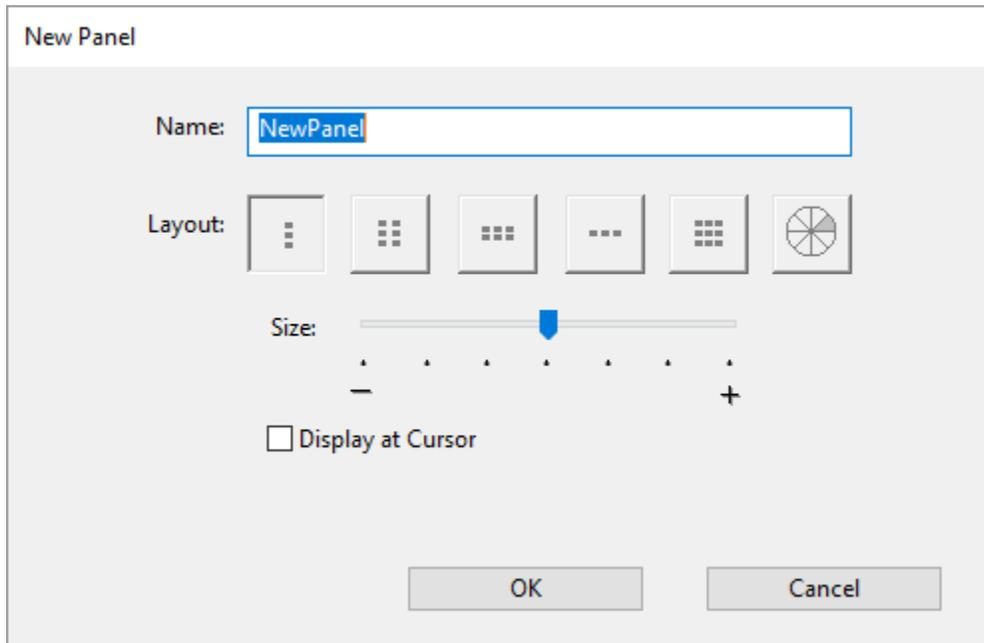 New Panel
Name: NewPanel
Layout:
Size:
− +
Display at Cursor
OK Cancel